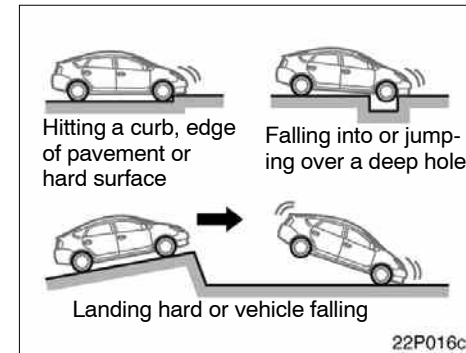 Hitting a curb, edge
of pavement or
hard surface
Falling into or jump-
ing over a deep hole
Landing hard or vehicle falling
22P016c